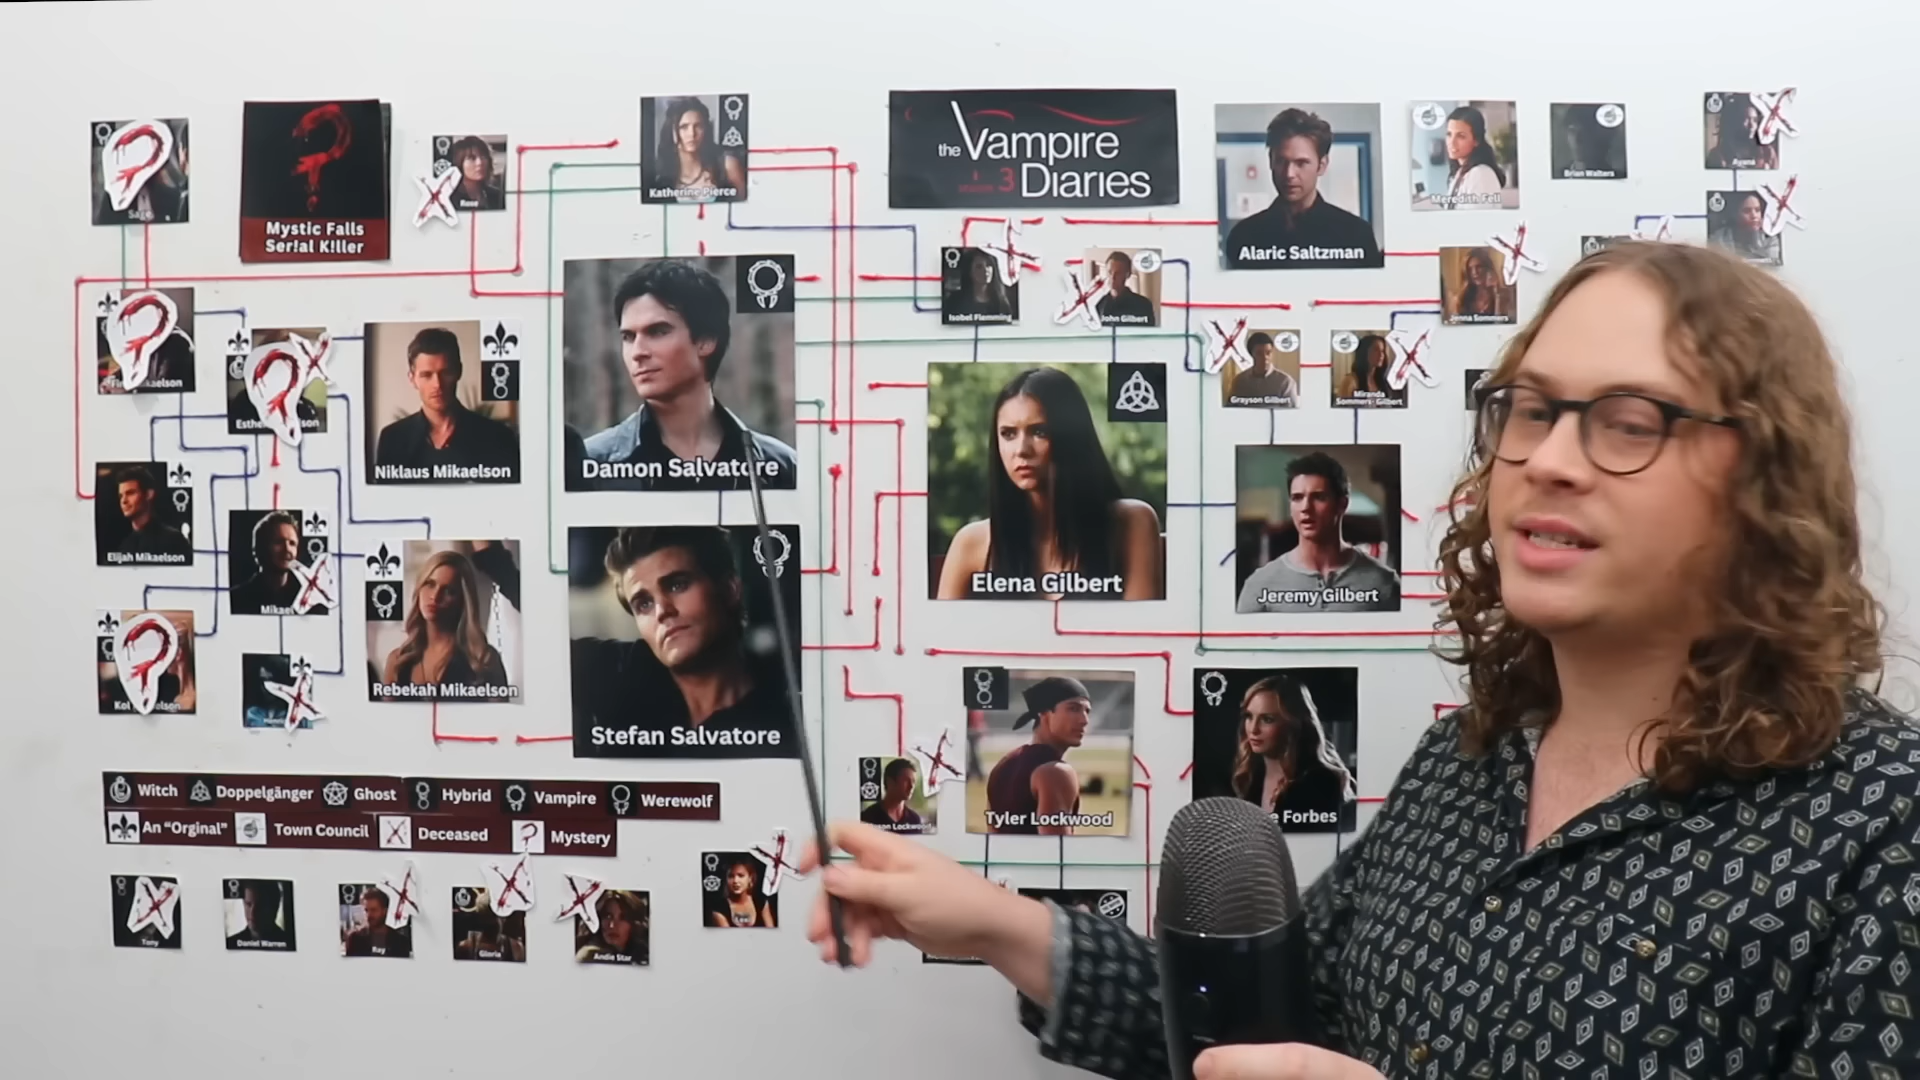 Sage
Mystic Falls
Ser!al K!ller
Rose
Katherine Pierce
the Vampire
Diaries
Alaric Saltzman
Meredith Fell
Brian Walters
Ayana
Isobel Flemming
John Gilbert
Jenna Sommers
Niklaus Mikaelson
Damon Salvatore
Grayson Gilbert
Miranda
Sommers-Gilbert
Elijah Mikaelson
Elena Gilbert
Jeremy Gilbert
Rebekah Mikaelson
Stefan Salvatore
Tyler Lockwood
Forbes
Witch
Doppelgänger
Ghost
Hybrid
Vampire
Werewolf
An “Orginal”
Town Council
Deceased
Mystery
Tony
Daniel Warren
Ray
Gloria
Andie Star